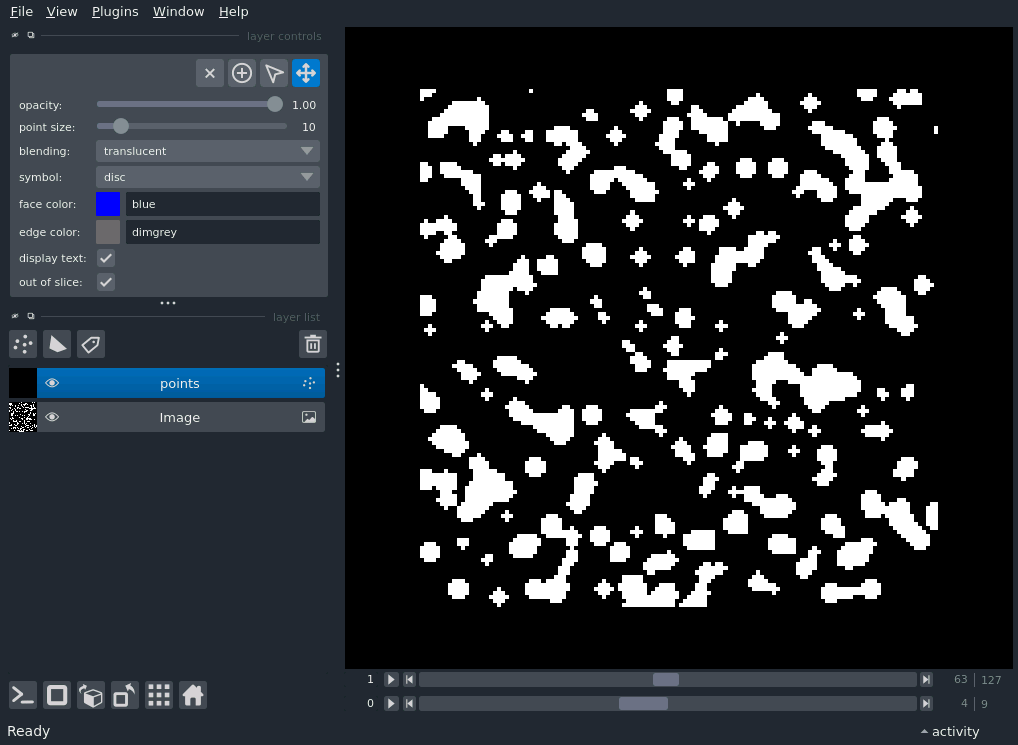 File View Plugins Window Help
layer controls
opacity: 1.00
point size: 10
blending: translucent
symbol: disc
face color: blue
edge color: dimgrey
display text:
out of slice:
layer list
points
Image
1 63 127
0 4 9
Ready activity